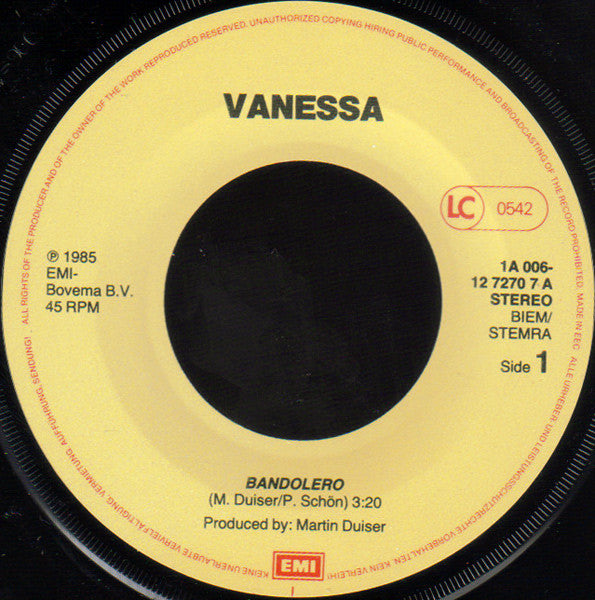 VANESSA
LC 0542
℗ 1985
EMI-
Bovema B.V.
45 RPM
1A 006-
12 7270 7 A
STEREO
BIEM/
STEMRA
Side 1
BANDOLERO
(M. Duiser/P. Schön) 3:20
Produced by: Martin Duiser
EMI
ALL RIGHTS OF THE PRODUCER AND OF THE OWNER OF THE WORK REPRODUCED RESERVED. UNAUTHORIZED COPYING HIRING PUBLIC PERFORMANCE AND BROADCASTING OF THE RECORD PROHIBITED. MADE IN EEC ALLE URHEBER- UND LEISTUNGSSCHUTZRECHTE VORBEHALTEN. KEIN VERLEIH! KEINE UNERLAUBTE VERVIELFÄLTIGUNG, VERMIETUNG, AUFFÜHRUNG, SENDUNG!